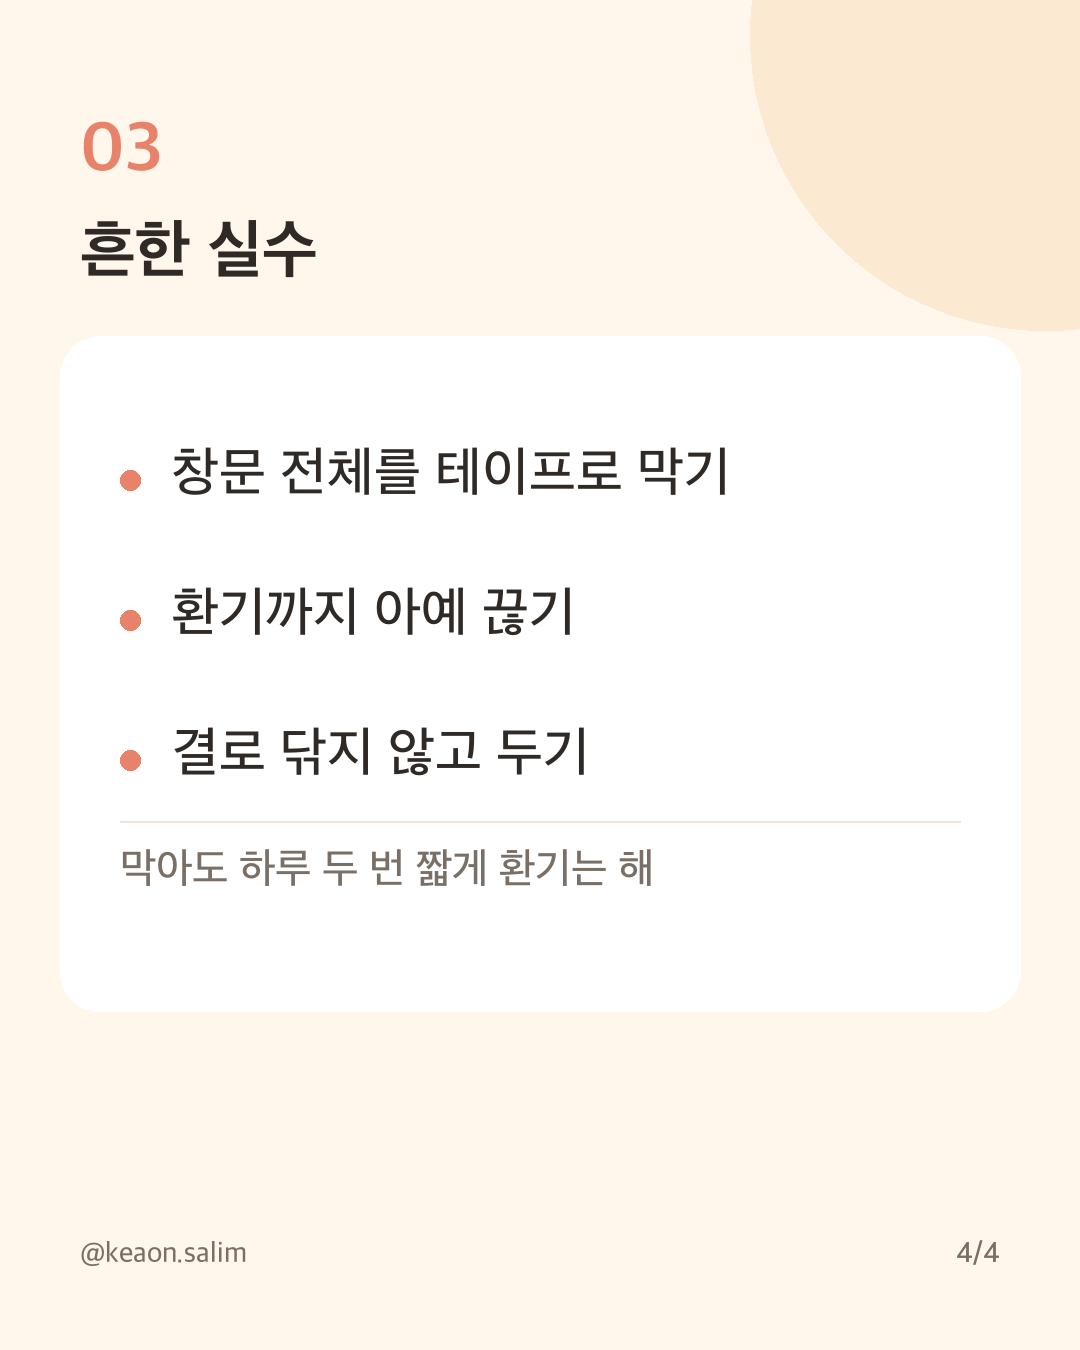 03
흔한 실수
창문 전체를 테이프로 막기
환기까지 아예 끊기
결로 닦지 않고 두기
막아도 하루 두 번 짧게 환기는 해
@keaon.salim
4/4